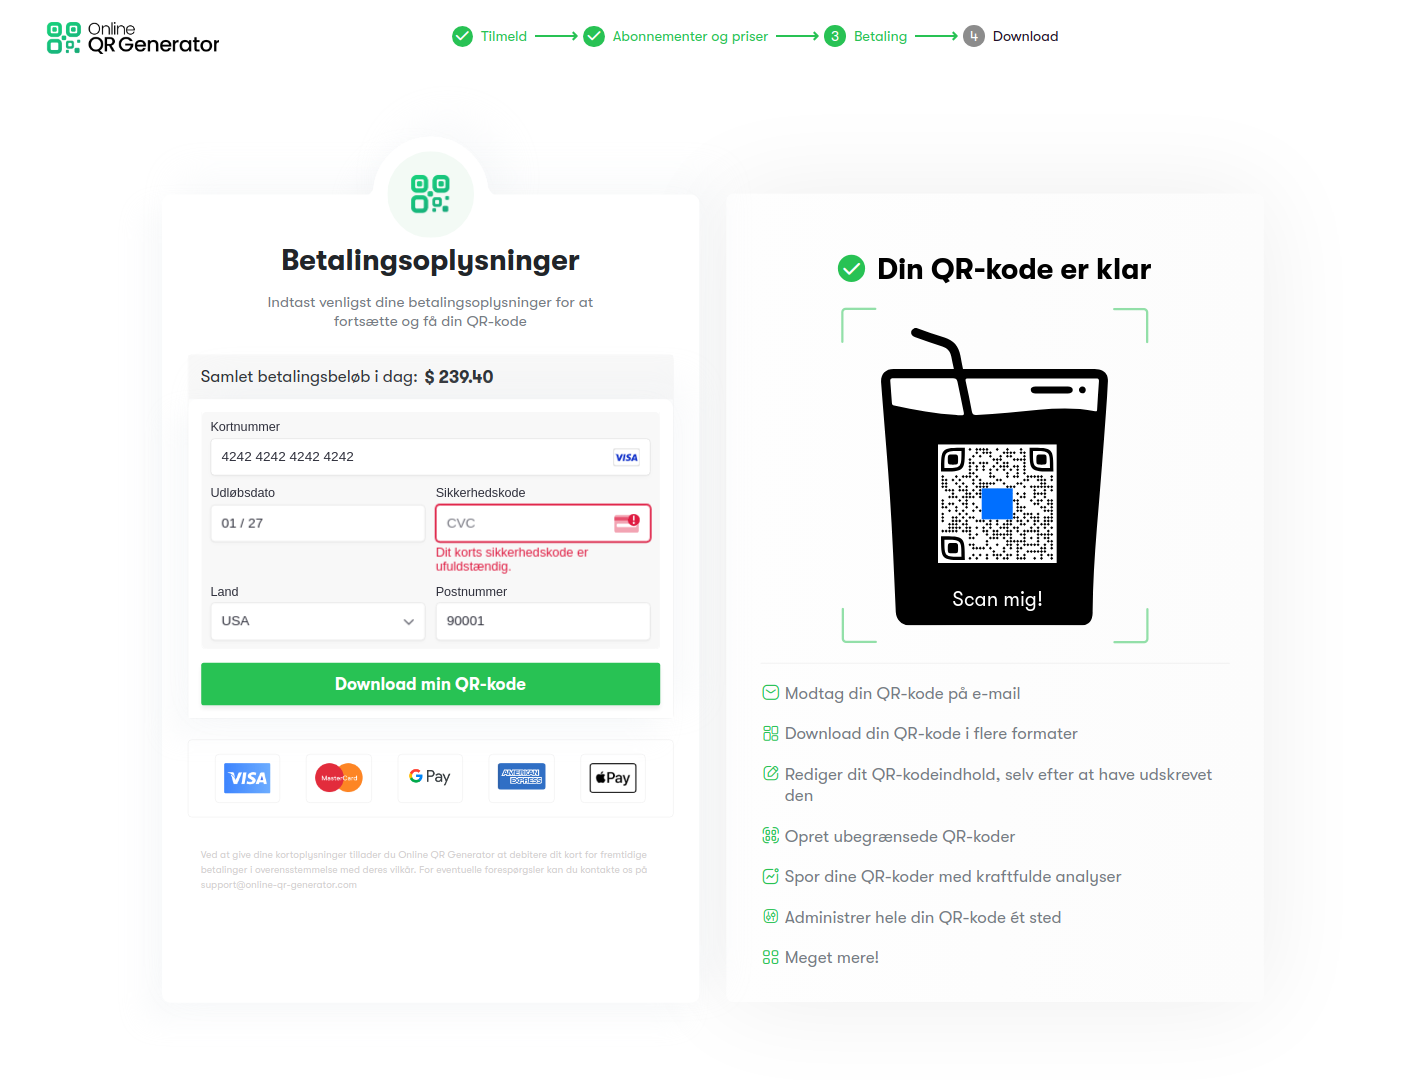 Online
QR Generator
Tilmeld
Abonnementer og priser
3
Betaling
4
Download
Betalingsoplysninger
Indtast venligst dine betalingsoplysninger for at
fortsætte og få din QR-kode
Samlet betalingsbeløb i dag: $ 239.40
Kortnummer
4242 4242 4242 4242
VISA
Udløbsdato
Sikkerhedskode
01 / 27
CVC
Dit korts sikkerhedskode er
ufuldstændig.
Land
Postnummer
USA
90001
Download min QR-kode
VISA
MasterCard
G Pay
AMERICAN
EXPRESS
Pay
Ved at give dine kortoplysninger tillader du Online QR Generator at debitere dit kort for fremtidige
betalinger i overensstemmelse med deres vilkår. For eventuelle forespørgsler kan du kontakte os på
support@online-qr-generator.com
Din QR-kode er klar
Scan mig!
Modtag din QR-kode på e-mail
Download din QR-kode i flere formater
Rediger dit QR-kodeindhold, selv efter at have udskrevet
den
Opret ubegrænsede QR-koder
Spor dine QR-koder med kraftfulde analyser
Administrer hele din QR-kode ét sted
Meget mere!